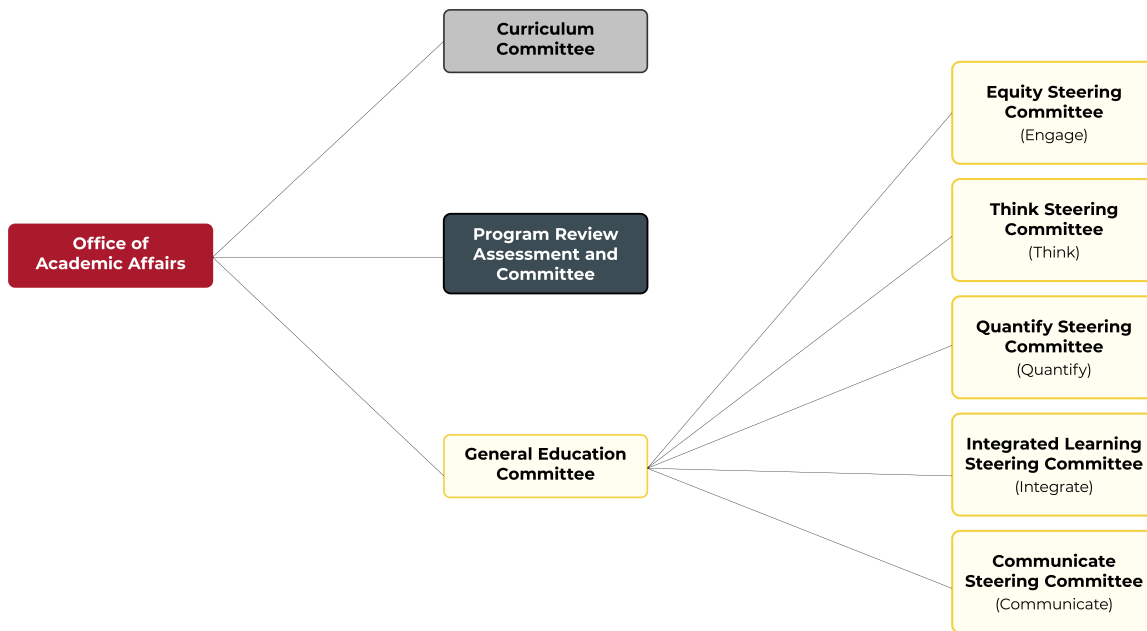 Curriculum
Committee
Equity Steering
Committee
(Engage)
Think Steering
Committee
(Think)
Office of
Academic Affairs
Program Review
Assessment and
Committee
Quantify Steering
Committee
(Quantify)
General Education
Committee
Integrated Learning
Steering Committee
(Integrate)
Communicate
Steering Committee
(Communicate)